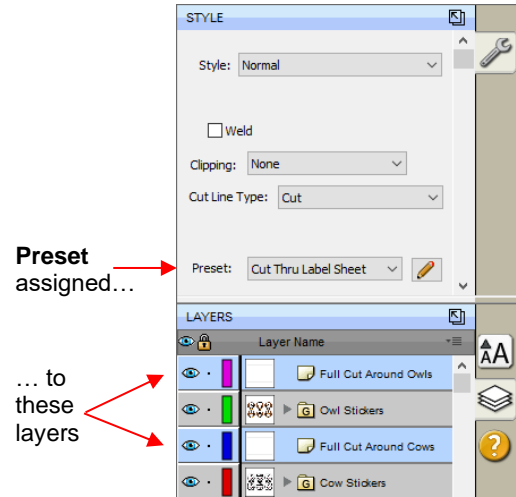 STYLE
Style: Normal
Weld
Clipping: None
Cut Line Type: Cut
Preset
assigned…
Preset: Cut Thru Label Sheet
LAYERS
Layer Name
… to
these
layers
Full Cut Around Owls
G Owl Stickers
Full Cut Around Cows
G Cow Stickers
AA
?